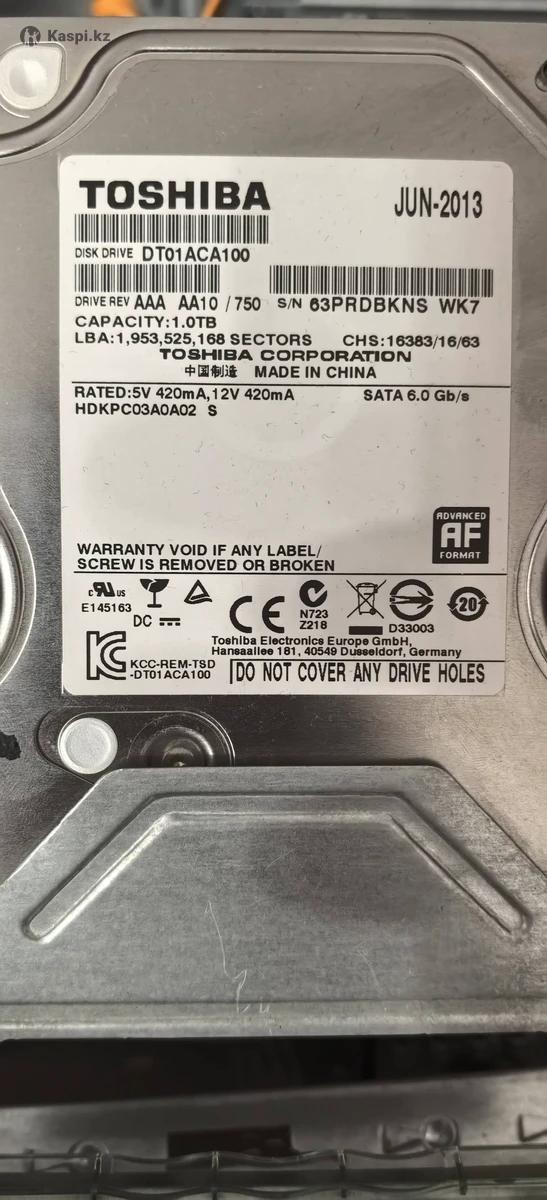 Kaspi.kz
TOSHIBA
JUN-2013
DISK DRIVE DT01ACA100
DRIVE REV AAA AA10 / 750 S/N 63PRDBKNS WK7
CAPACITY:1.0TB
LBA:1,953,525,168 SECTORS CHS:16383/16/63
TOSHIBA CORPORATION
中国制造 MADE IN CHINA
RATED:5V 420mA,12V 420mA SATA 6.0 Gb/s
HDKPC03A0A02 S
ADVANCED
AF
FORMAT
WARRANTY VOID IF ANY LABEL/
SCREW IS REMOVED OR BROKEN
c RU US
E145163
DC
CE
N723
Z218
D33003
20
Toshiba Electronics Europe GmbH,
Hansaallee 181, 40549 Dusseldorf, Germany
KC
KCC-REM-TSD
-DT01ACA100
DO NOT COVER ANY DRIVE HOLES